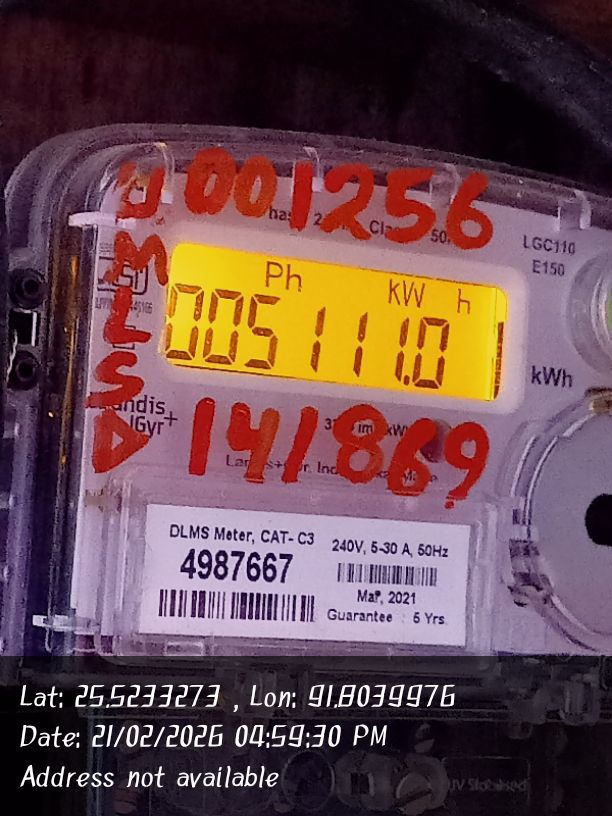 001256
UMLSD
LGC110
E150
Ph kW h
005111.0
kWh
141869
DLMS Meter, CAT- C3
240V, 5-30 A, 50Hz
4987667
Mar, 2021
Guarantee : 5 Yrs.
Lat: 25.5233273 , Lon: 91.8039976
Date: 21/02/2026 04:59:30 PM
Address not available